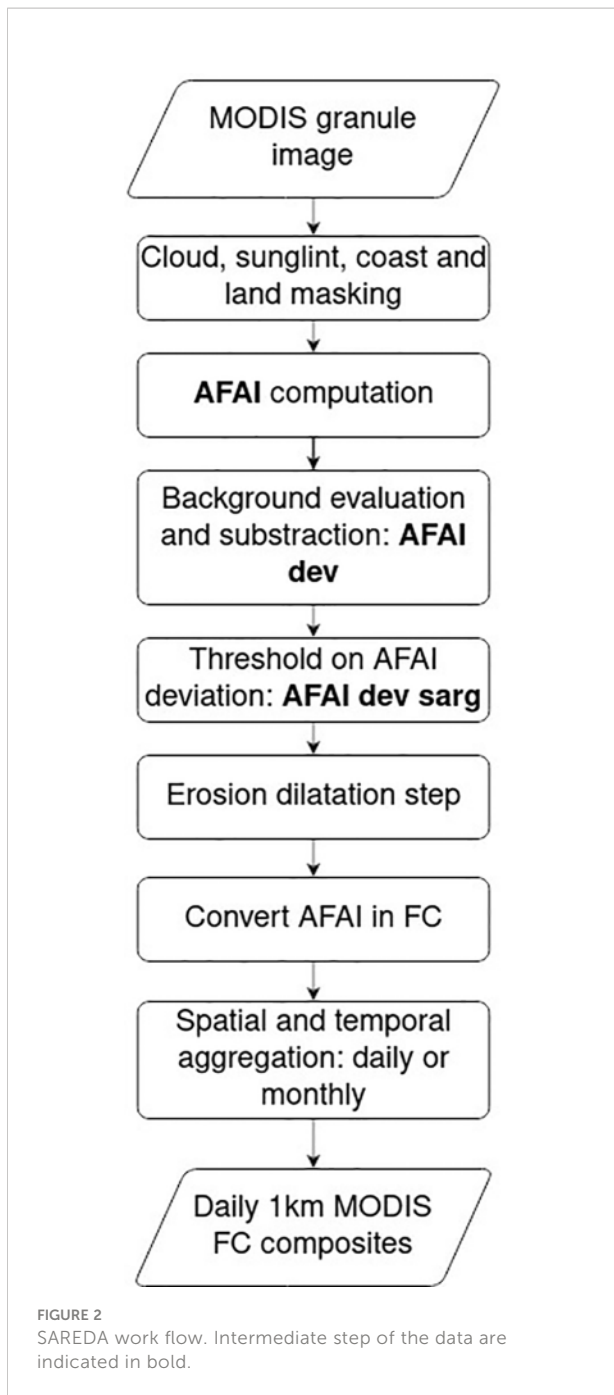 MODIS granule
image
Cloud, sunglint, coast and
land masking
AFAI computation
Background evaluation
and substraction: AFAI
dev
Threshold on AFAI
deviation: AFAI dev sarg
Erosion dilatation step
Convert AFAI in FC
Spatial and temporal
aggregation: daily or
monthly
Daily 1km MODIS
FC composites
FIGURE 2
SAREDA work flow. Intermediate step of the data are
indicated in bold.